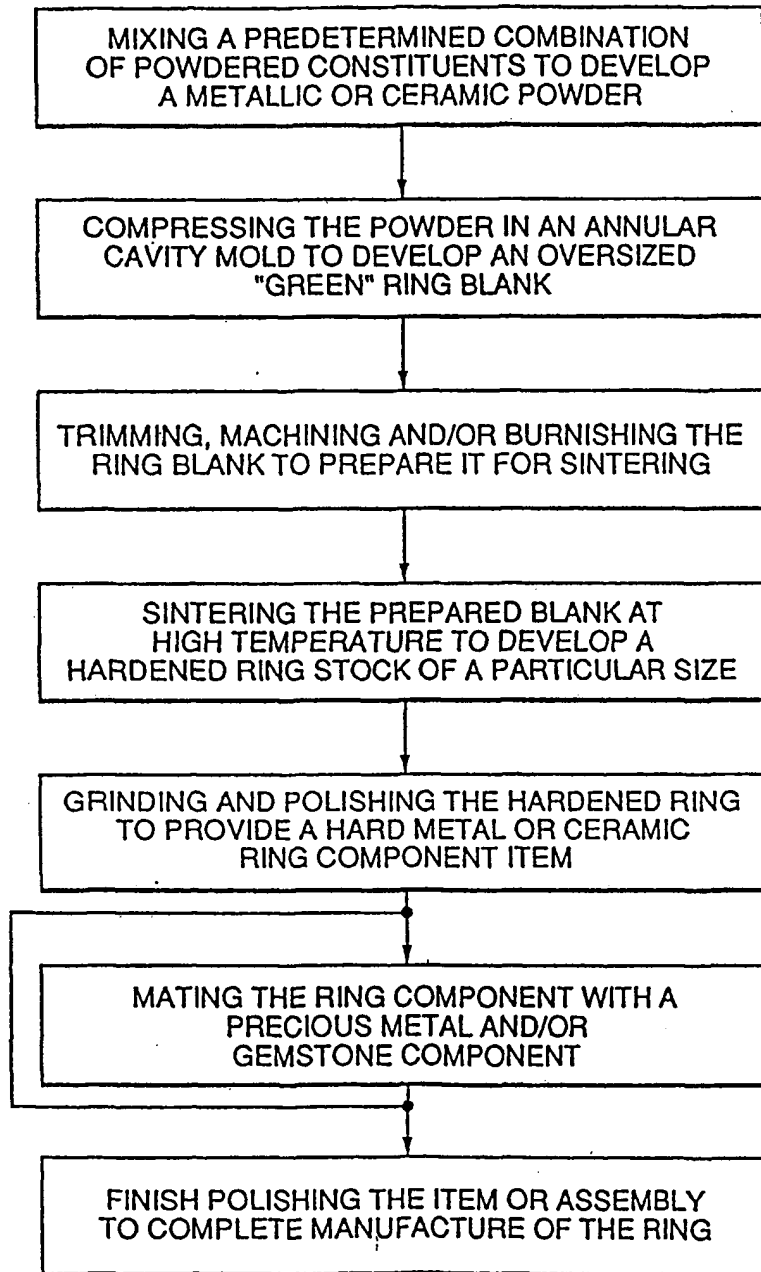 MIXING A PREDETERMINED COMBINATION
OF POWDERED CONSTITUENTS TO DEVELOP
A METALLIC OR CERAMIC POWDER
COMPRESSING THE POWDER IN AN ANNULAR
CAVITY MOLD TO DEVELOP AN OVERSIZED
"GREEN" RING BLANK
TRIMMING, MACHINING AND/OR BURNISHING THE
RING BLANK TO PREPARE IT FOR SINTERING
SINTERING THE PREPARED BLANK AT
HIGH TEMPERATURE TO DEVELOP A
HARDENED RING STOCK OF A PARTICULAR SIZE
GRINDING AND POLISHING THE HARDENED RING
TO PROVIDE A HARD METAL OR CERAMIC
RING COMPONENT ITEM
MATING THE RING COMPONENT WITH A
PRECIOUS METAL AND/OR
GEMSTONE COMPONENT
FINISH POLISHING THE ITEM OR ASSEMBLY
TO COMPLETE MANUFACTURE OF THE RING